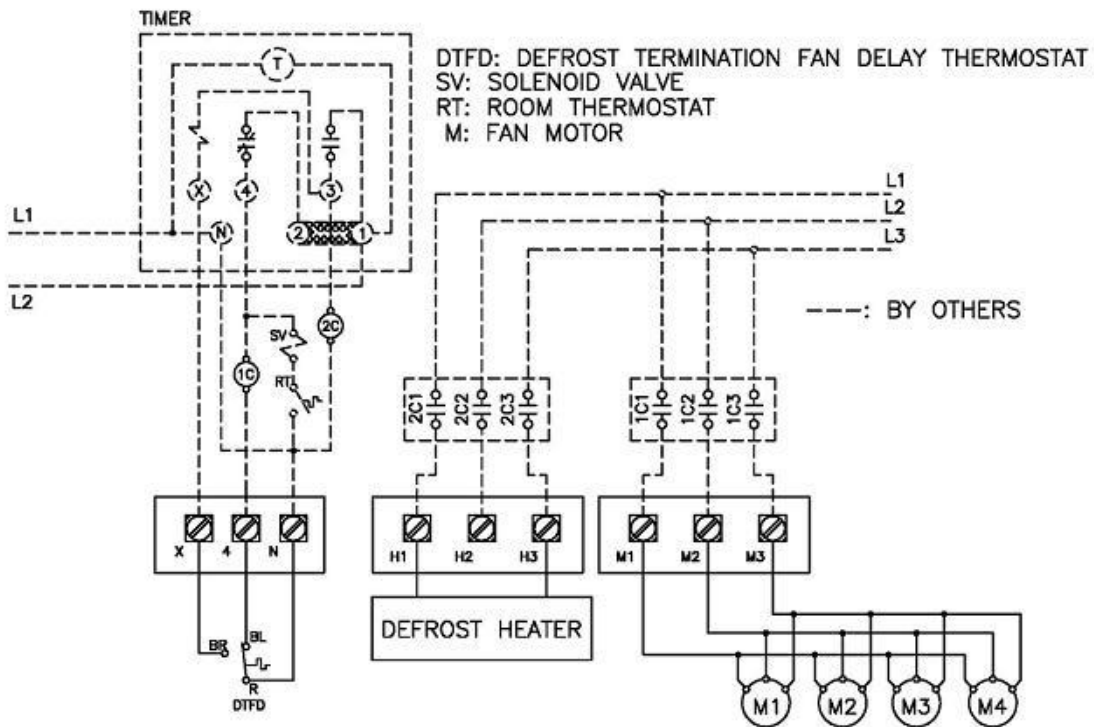 TIMER
DTFD: DEFROST TERMINATION FAN DELAY THERMOSTAT
SV: SOLENOID VALVE
RT: ROOM THERMOSTAT
M: FAN MOTOR
T
X 4 3
L1
N 2 1
L2
L1
L2
L3
----: BY OTHERS
SV
2C
1C
RT
2C1 2C2 2C3
1C1 1C2 1C3
X 4 N
H1 H2 H3
M1 M2 M3
DEFROST HEATER
BR BL
R
DTFD
M1 M2 M3 M4